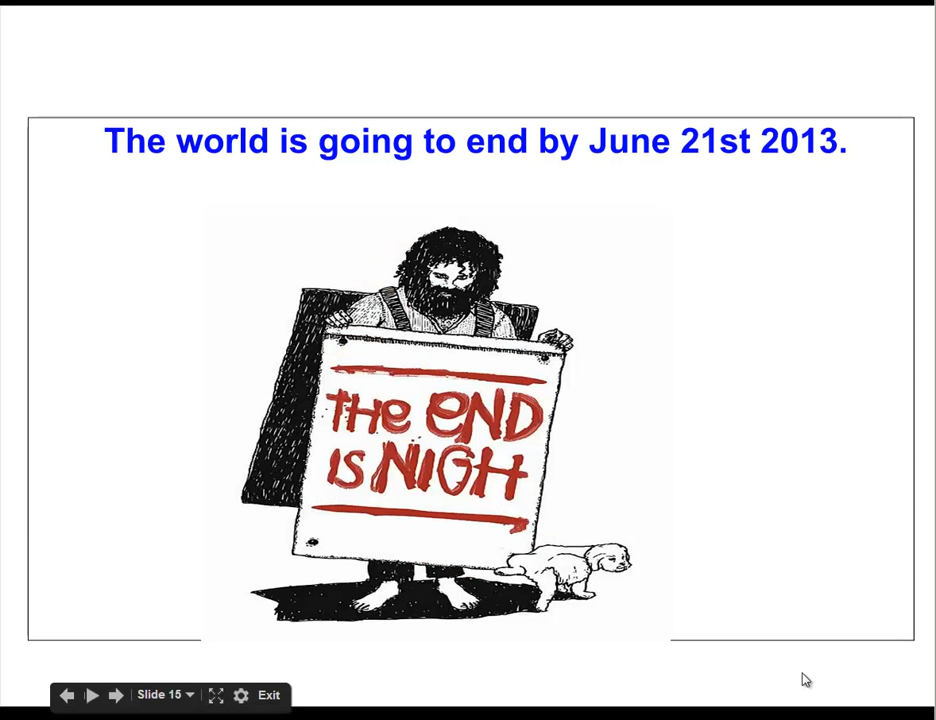 The world is going to end by June 21st 2013.
THe eND
IS NIGH
Slide 15
Exit